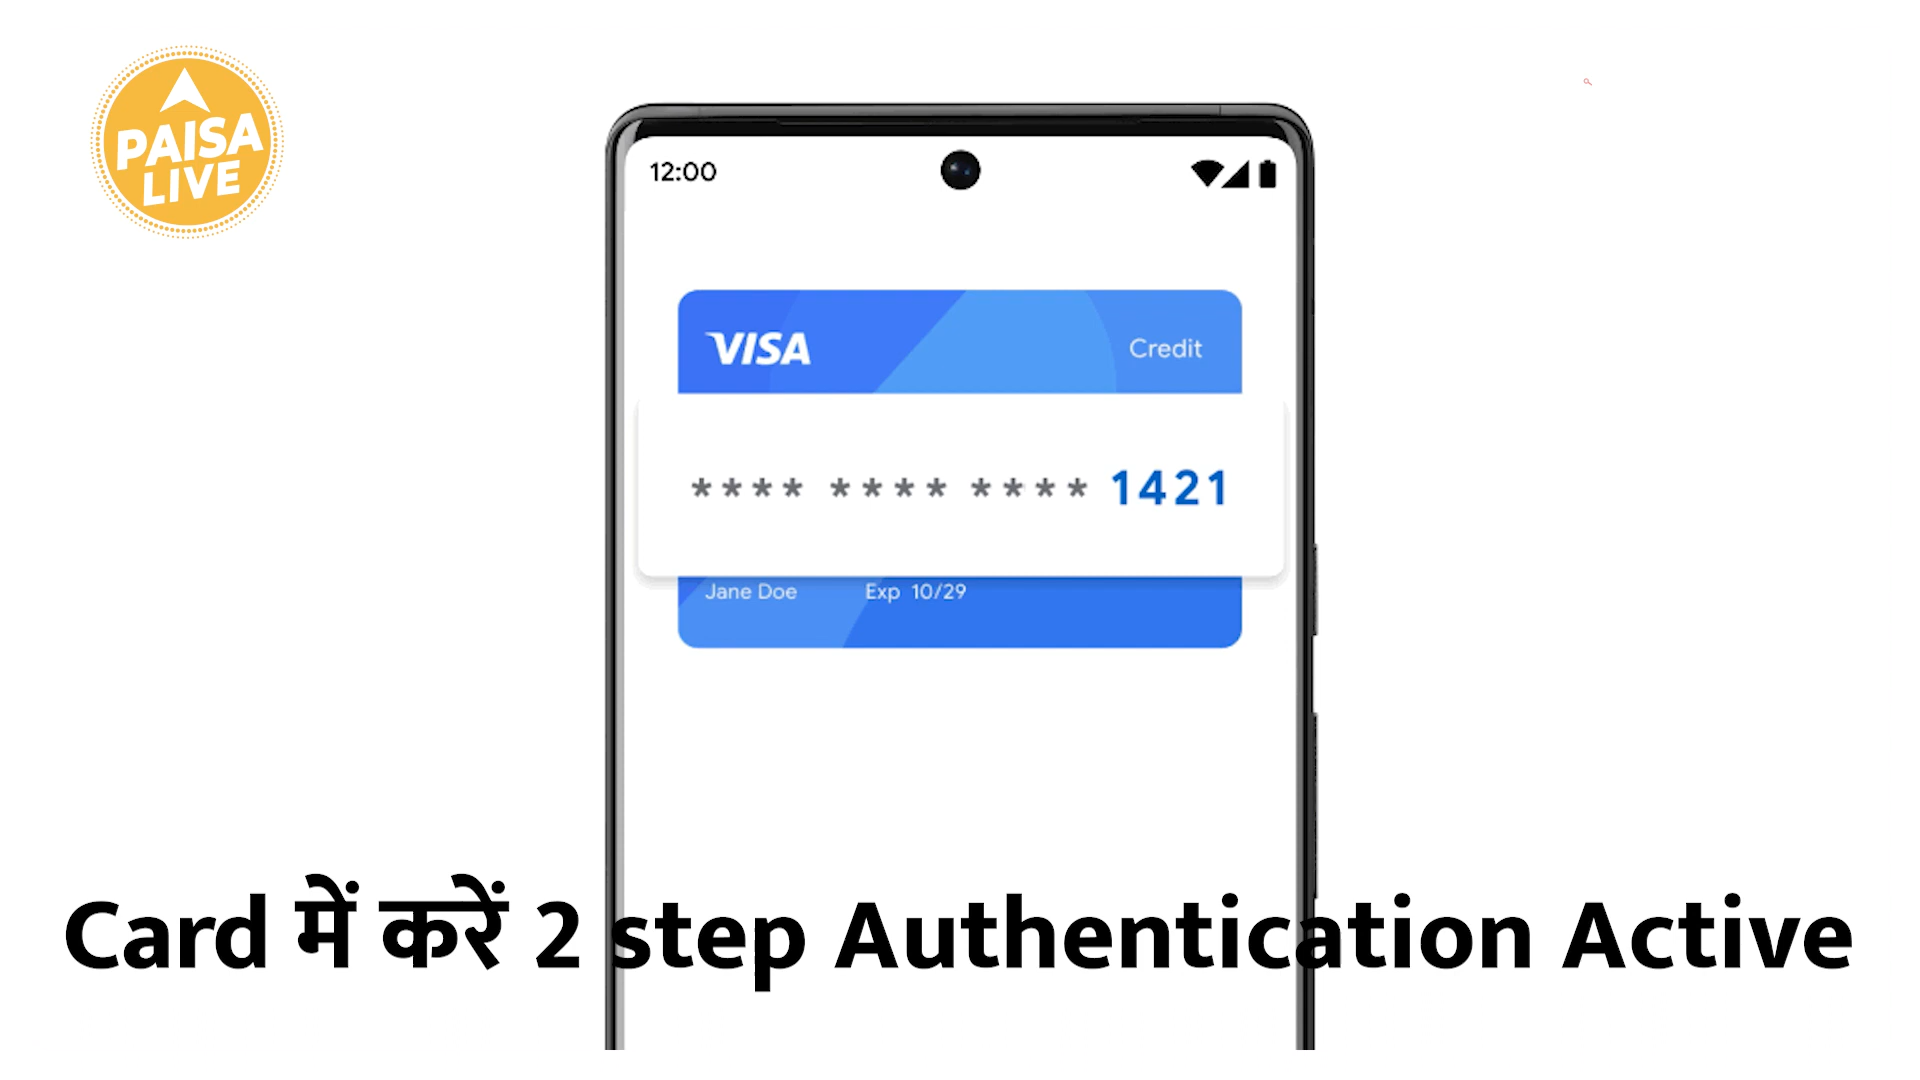 PAISA
LIVE
12:00
VISA
Credit
**** **** **** 1421
Jane Doe Exp 10/29
Card में करें 2 step Authentication Active